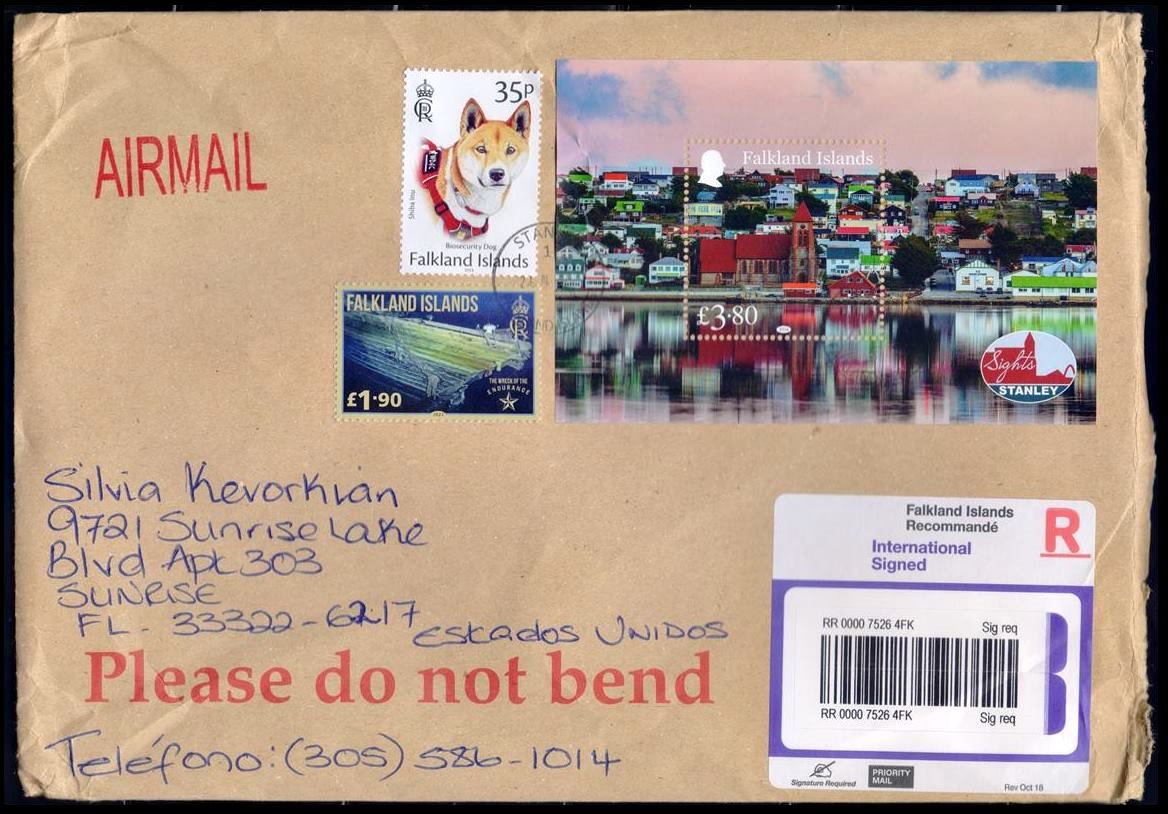 AIRMAIL
35p
Shiba Inu
Biosecurity Dog
Falkland Islands
2023
FALKLAND ISLANDS
THE WRECK OF THE
ENDURANCE
£1·90
Falkland Islands
£3·80
Sights
STANLEY
STAN
1
Silvia Kevorkian
9721 Sunrise Lake
Blvd Apt 303
SUNRISE
FL - 33322-6217
Estados UNIDOS
Please do not bend
Teléfono: (305) 586-1014
Falkland Islands
Recommandé
R
International
Signed
RR 0000 7526 4FK Sig req
RR 0000 7526 4FK Sig req
Signature Required
PRIORITY
MAIL
Rev Oct 18